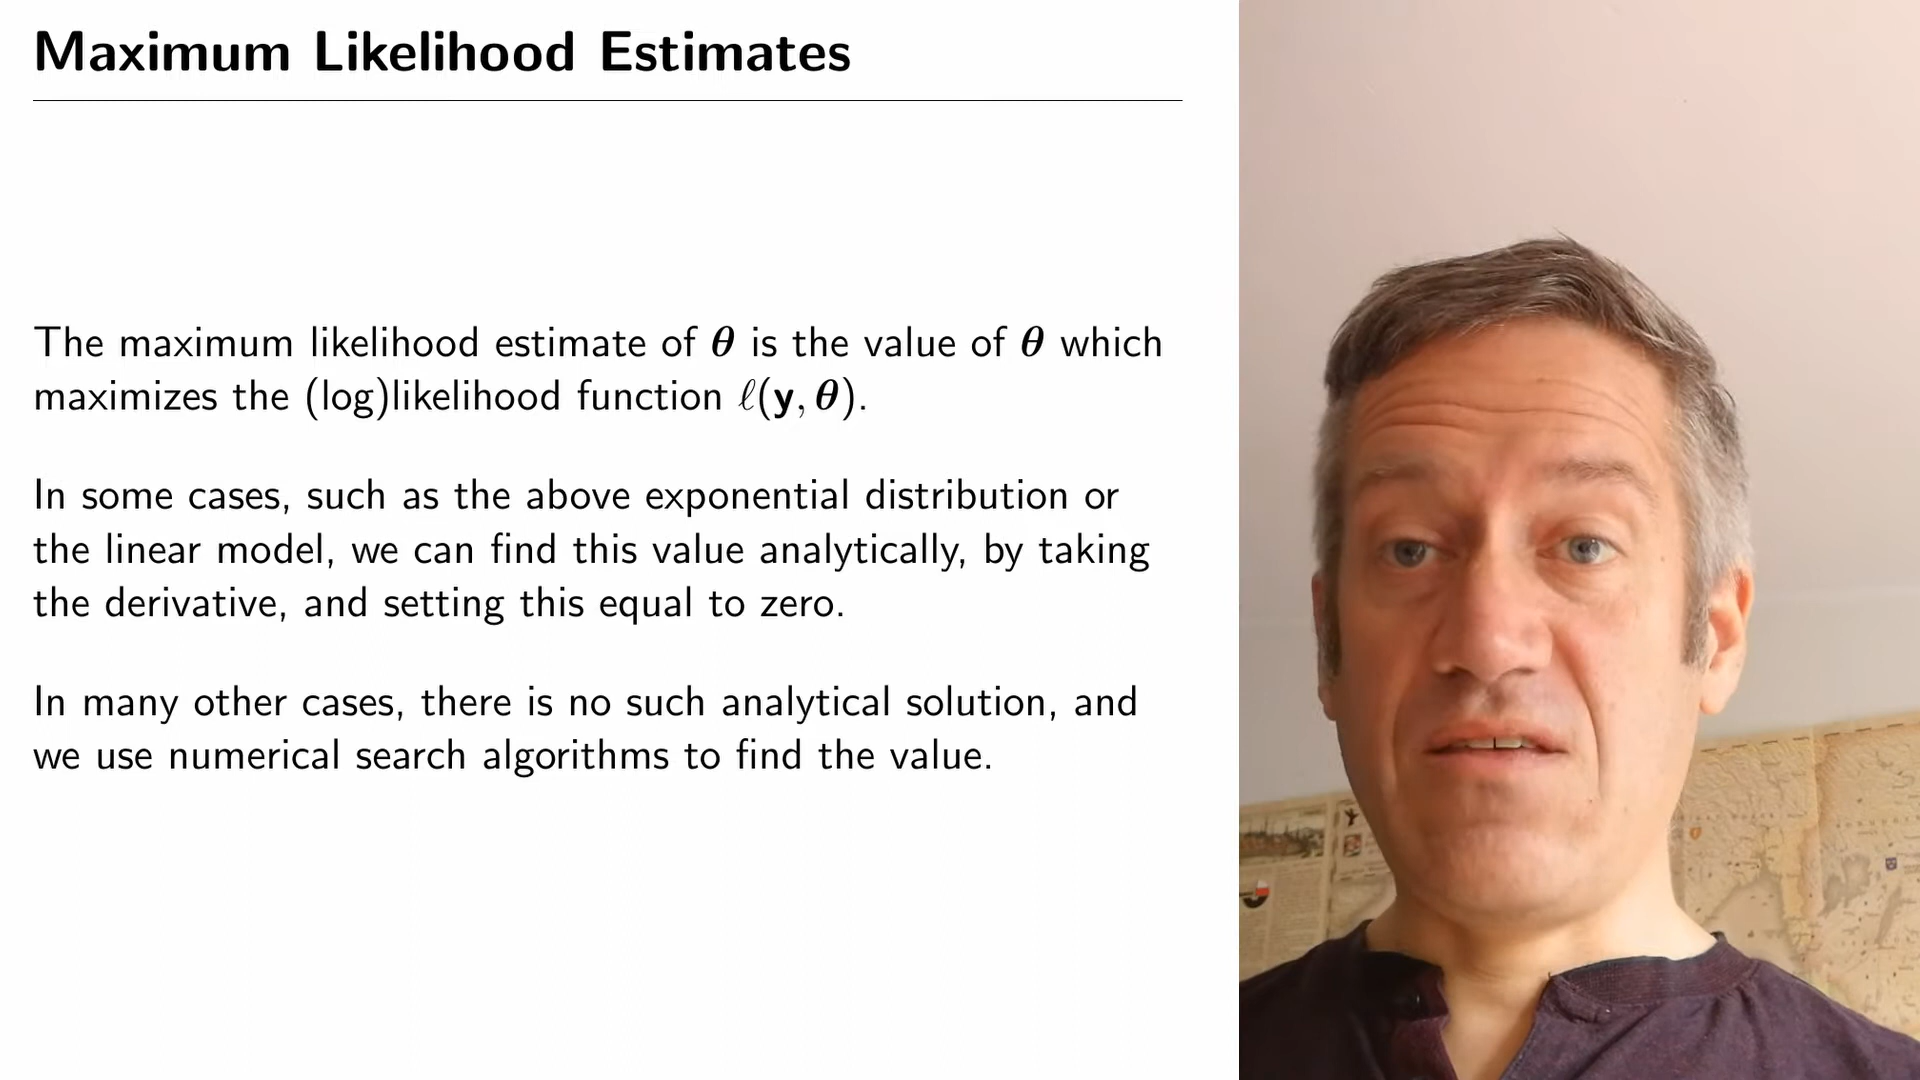 Maximum Likelihood Estimates
The maximum likelihood estimate of θ is the value of θ which
maximizes the (log)likelihood function ℓ(y, θ).
In some cases, such as the above exponential distribution or
the linear model, we can find this value analytically, by taking
the derivative, and setting this equal to zero.
In many other cases, there is no such analytical solution, and
we use numerical search algorithms to find the value.